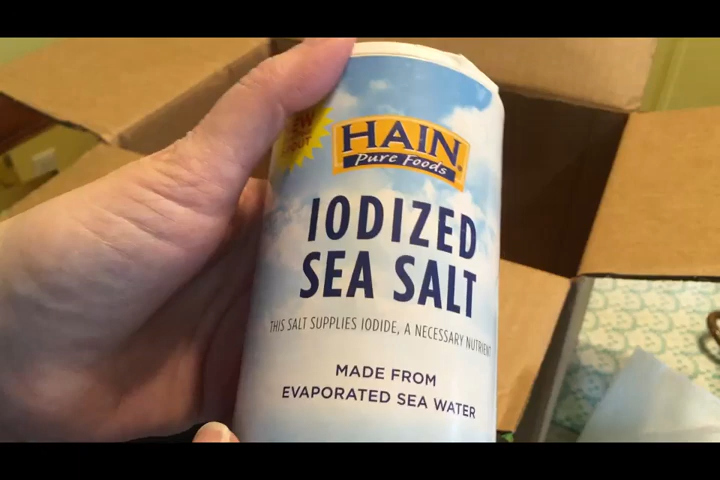 HAIN
Pure Foods
IODIZED
SEA SALT
THIS SALT SUPPLIES IODIDE, A NECESSARY NUTRIENT
MADE FROM
EVAPORATED SEA WATER